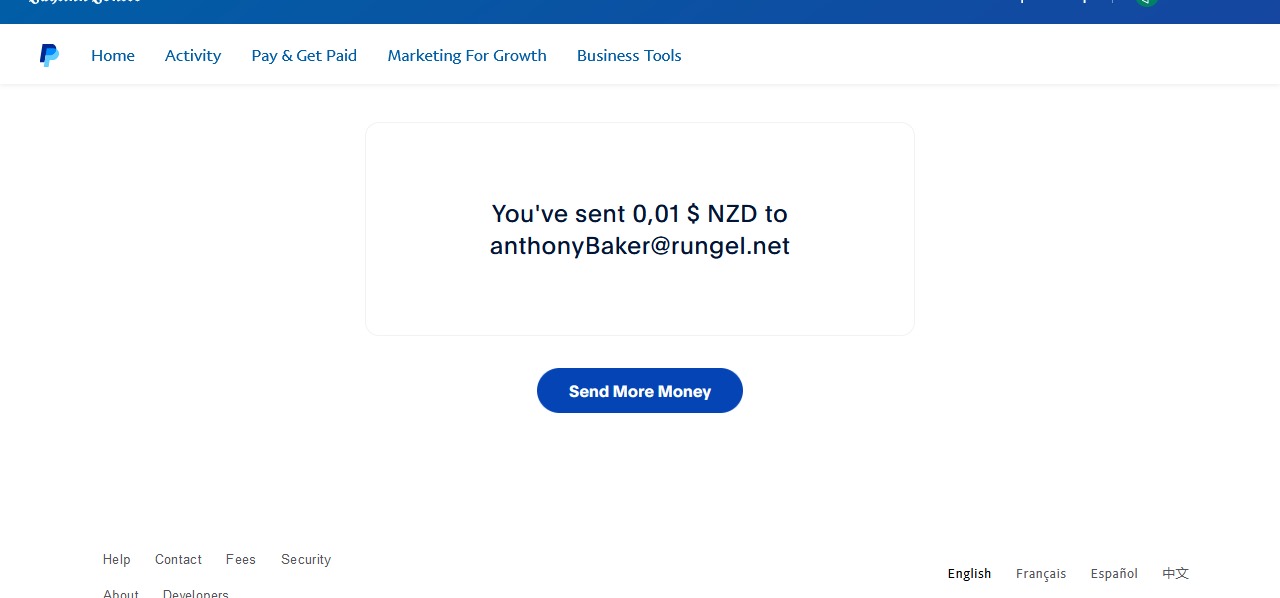 Home Activity Pay & Get Paid Marketing For Growth Business Tools
You've sent 0,01 $ NZD to
anthonyBaker@rungel.net
Send More Money
Help Contact Fees Security
English Français Español 中文
About Developers